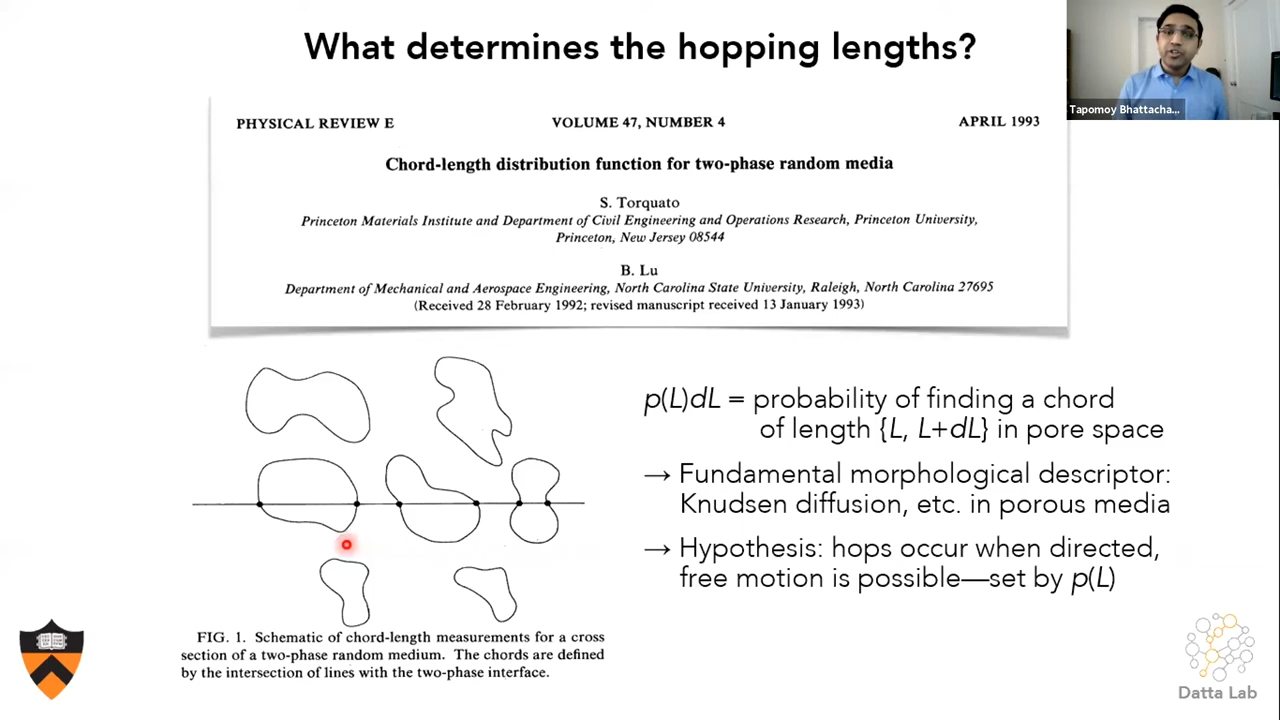 What determines the hopping lengths?
Tapomoy Bhattacha...
PHYSICAL REVIEW E VOLUME 47, NUMBER 4 APRIL 1993
Chord-length distribution function for two-phase random media
S. Torquato
Princeton Materials Institute and Department of Civil Engineering and Operations Research, Princeton University,
Princeton, New Jersey 08544
B. Lu
Department of Mechanical and Aerospace Engineering, North Carolina State University, Raleigh, North Carolina 27695
(Received 28 February 1992; revised manuscript received 13 January 1993)
p(L)dL = probability of finding a chord
of length {L, L+dL} in pore space
→ Fundamental morphological descriptor:
Knudsen diffusion, etc. in porous media
→ Hypothesis: hops occur when directed,
free motion is possible—set by p(L)
FIG. 1. Schematic of chord-length measurements for a cross
section of a two-phase random medium. The chords are defined
by the intersection of lines with the two-phase interface.
Datta Lab